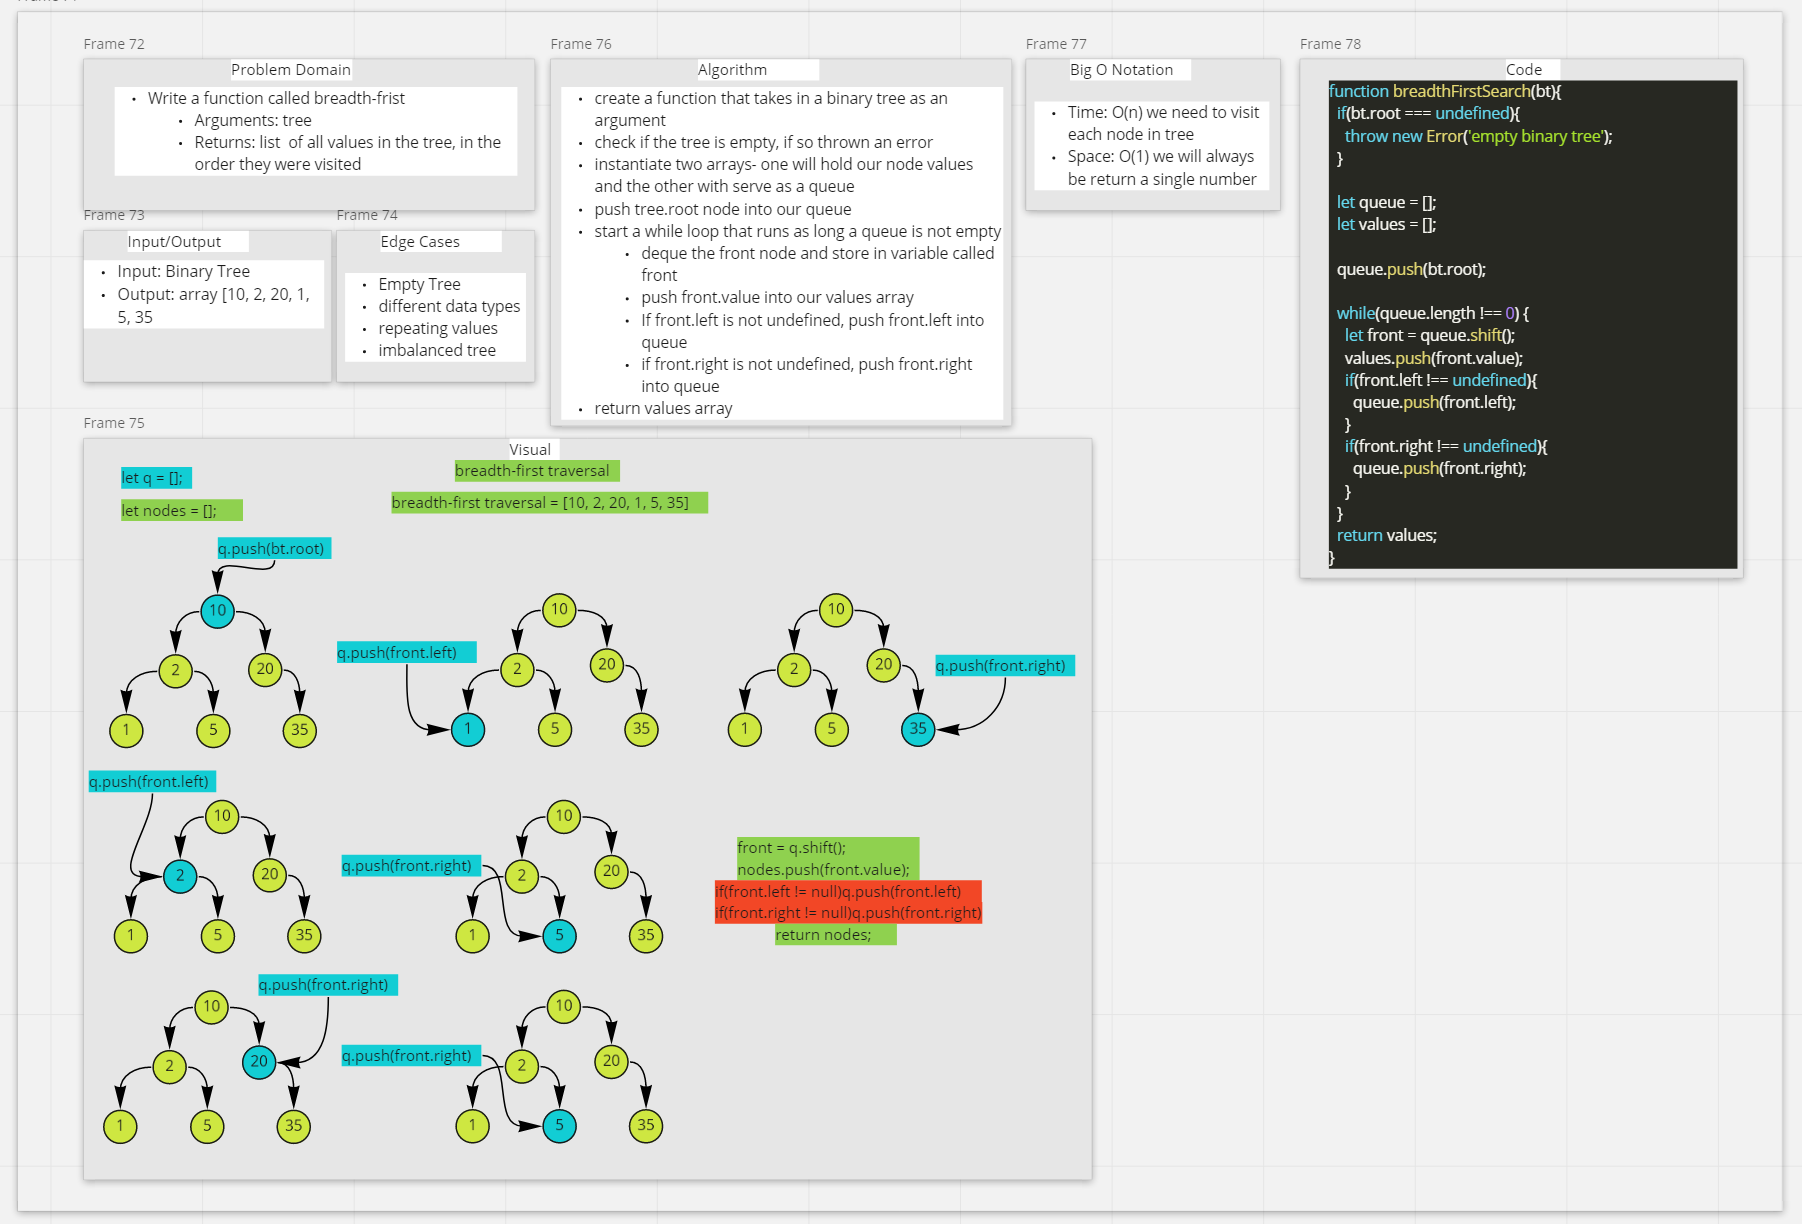 Frame 72
Problem Domain
• Write a function called breadth-frist
• Arguments: tree
• Returns: list of all values in the tree, in the
order they were visited
Frame 73
Input/Output
• Input: Binary Tree
• Output: array [10, 2, 20, 1,
5, 35
Frame 74
Edge Cases
• Empty Tree
• different data types
• repeating values
• imbalanced tree
Frame 76
Algorithm
• create a function that takes in a binary tree as an
argument
• check if the tree is empty, if so thrown an error
• instantiate two arrays- one will hold our node values
and the other with serve as a queue
• push tree.root node into our queue
• start a while loop that runs as long a queue is not empty
• deque the front node and store in variable called
front
• push front.value into our values array
• If front.left is not undefined, push front.left into
queue
• if front.right is not undefined, push front.right
into queue
• return values array
Frame 77
Big O Notation
• Time: O(n) we need to visit
each node in tree
• Space: O(1) we will always
be return a single number
Frame 78
Code
function breadthFirstSearch(bt){
if(bt.root === undefined){
throw new Error('empty binary tree');
}
let queue = [];
let values = [];
queue.push(bt.root);
while(queue.length !== 0) {
let front = queue.shift();
values.push(front.value);
if(front.left !== undefined){
queue.push(front.left);
}
if(front.right !== undefined){
queue.push(front.right);
}
}
return values;
}
Frame 75
Visual
breadth-first traversal
breadth-first traversal = [10, 2, 20, 1, 5, 35]
let q = [];
let nodes = [];
q.push(bt.root)
10
2
20
1
5
35
q.push(front.left)
10
2
20
1
5
35
q.push(front.right)
10
2
20
1
5
35
q.push(front.left)
10
2
20
1
5
35
q.push(front.right)
10
2
20
1
5
35
front = q.shift();
nodes.push(front.value);
if(front.left != null)q.push(front.left)
if(front.right != null)q.push(front.right)
return nodes;
q.push(front.right)
10
2
20
1
5
35
q.push(front.right)
10
2
20
1
5
35